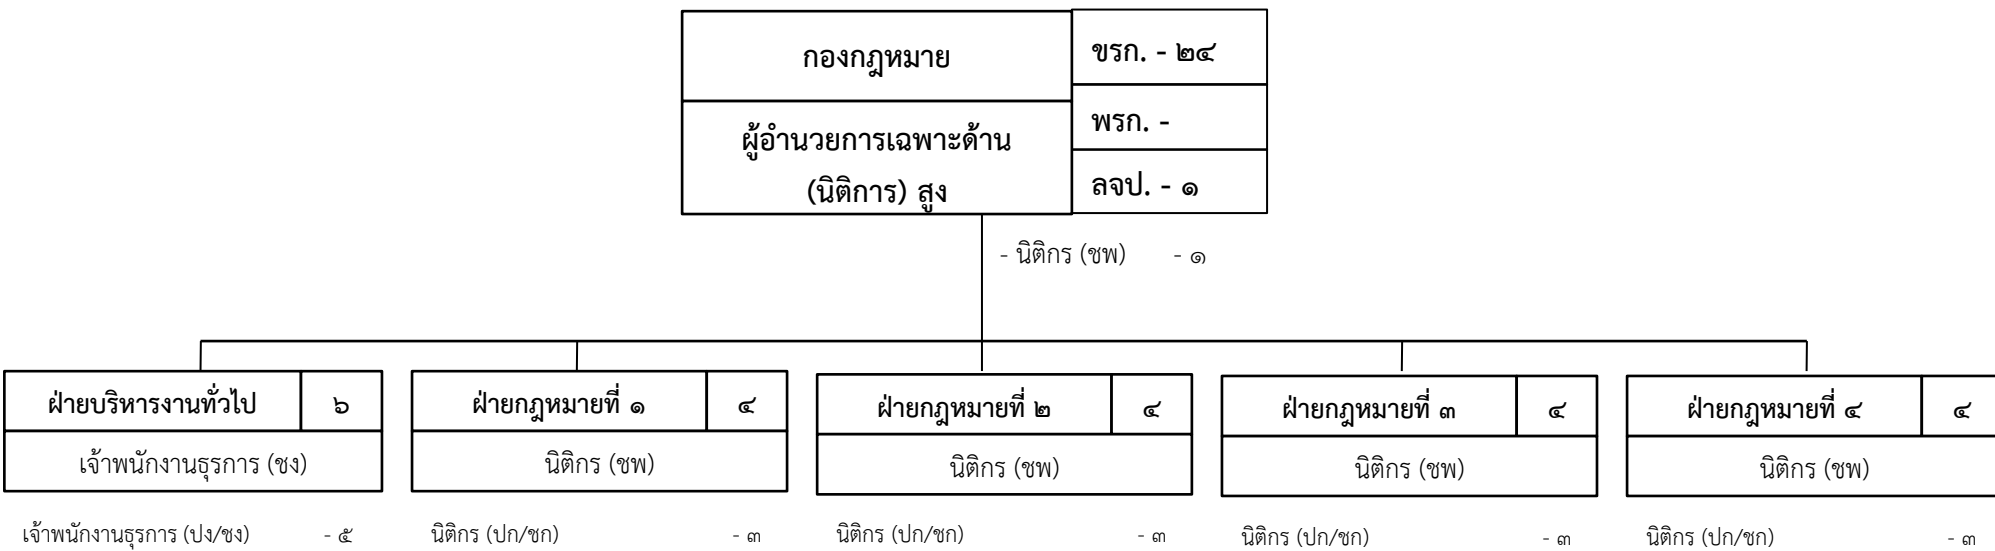 กองกฎหมาย
ขรก. - ๒๔
ผู้อำนวยการเฉพาะด้าน
(นิติการ) สูง
พรก. -
ลจป. - ๑
- นิติกร (ชพ) - ๑
ฝ่ายบริหารงานทั่วไป ๖
เจ้าพนักงานธุรการ (ชง)
เจ้าพนักงานธุรการ (ปง/ชง) - ๕
ฝ่ายกฎหมายที่ ๑ ๔
นิติกร (ชพ)
นิติกร (ปก/ชก) - ๓
ฝ่ายกฎหมายที่ ๒ ๔
นิติกร (ชพ)
นิติกร (ปก/ชก) - ๓
ฝ่ายกฎหมายที่ ๓ ๔
นิติกร (ชพ)
นิติกร (ปก/ชก) - ๓
ฝ่ายกฎหมายที่ ๔ ๔
นิติกร (ชพ)
นิติกร (ปก/ชก) - ๓